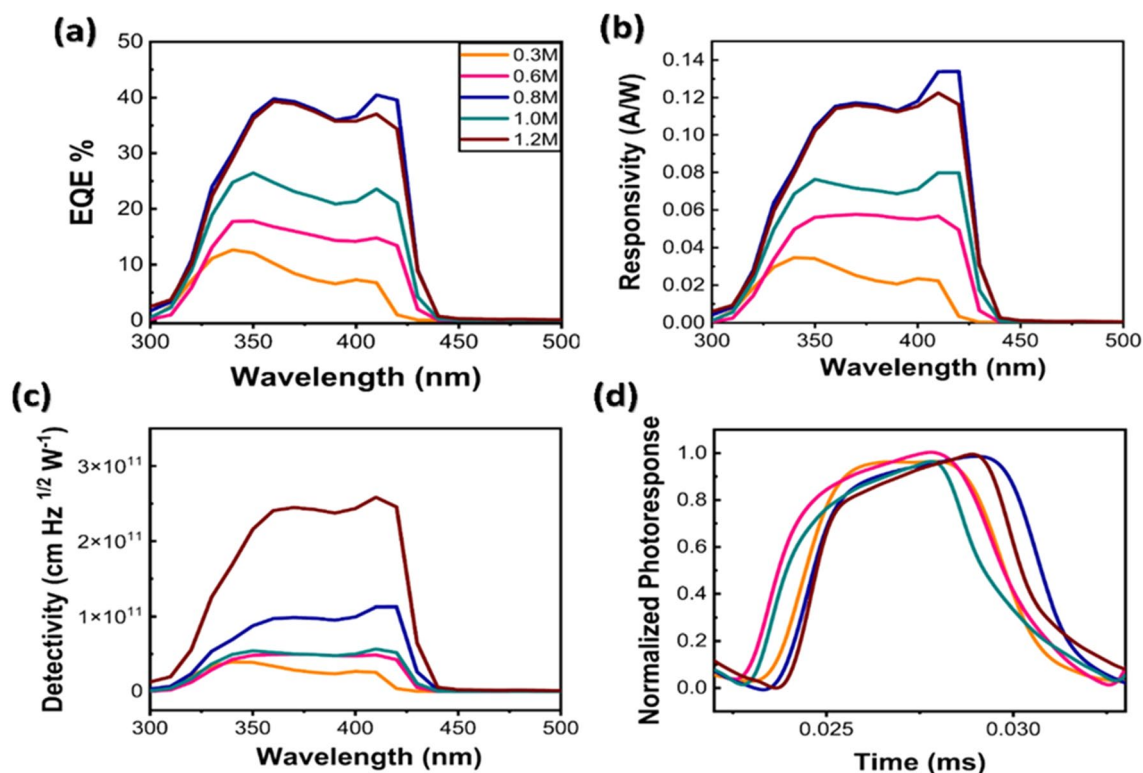 (a)
50
40
30
20
10
0
EQE %
0.3M
0.6M
0.8M
1.0M
1.2M
300 350 400 450 500
Wavelength (nm)
(b)
0.14
0.12
0.10
0.08
0.06
0.04
0.02
0.00
Responsivity (A/W)
300 350 400 450 500
Wavelength (nm)
(c)
3×10¹¹
2×10¹¹
1×10¹¹
0
Detectivity (cm Hz ¹/² W⁻¹)
300 350 400 450 500
Wavelength (nm)
(d)
1.0
0.8
0.6
0.4
0.2
0.0
Normalized Photoresponse
0.025 0.030
Time (ms)